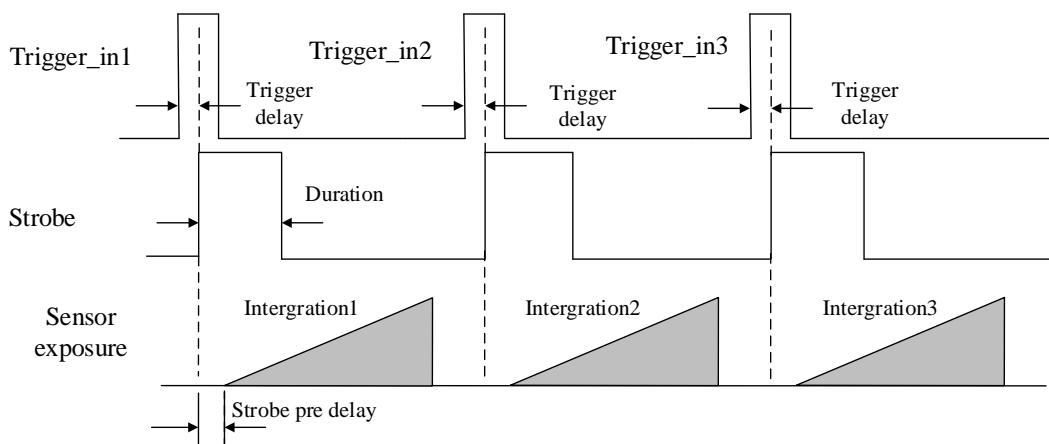 Trigger_in1
Trigger_in2
Trigger_in3
Trigger
delay
Trigger
delay
Trigger
delay
Strobe
Duration
Sensor
exposure
Intergration1
Intergration2
Intergration3
Strobe pre delay